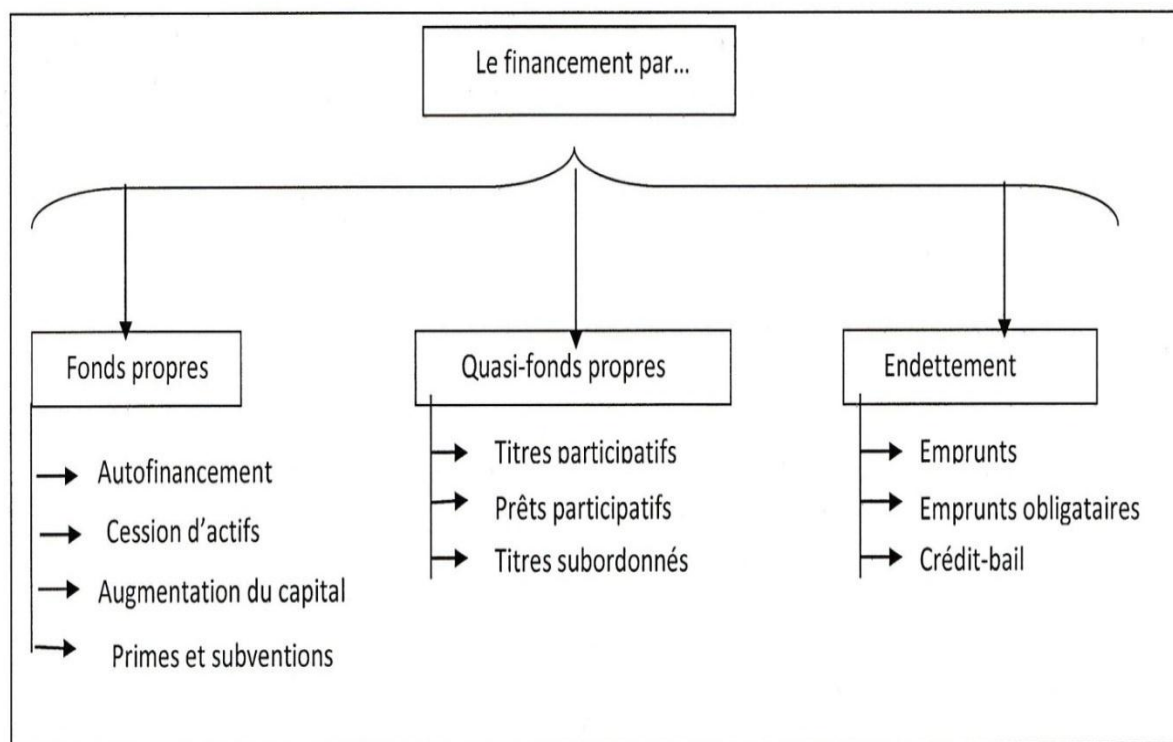 Le financement par...
Fonds propres
Autofinancement
Cession d'actifs
Augmentation du capital
Primes et subventions
Quasi-fonds propres
Titres participatifs
Prêts participatifs
Titres subordonnés
Endettement
Emprunts
Emprunts obligataires
Crédit-bail